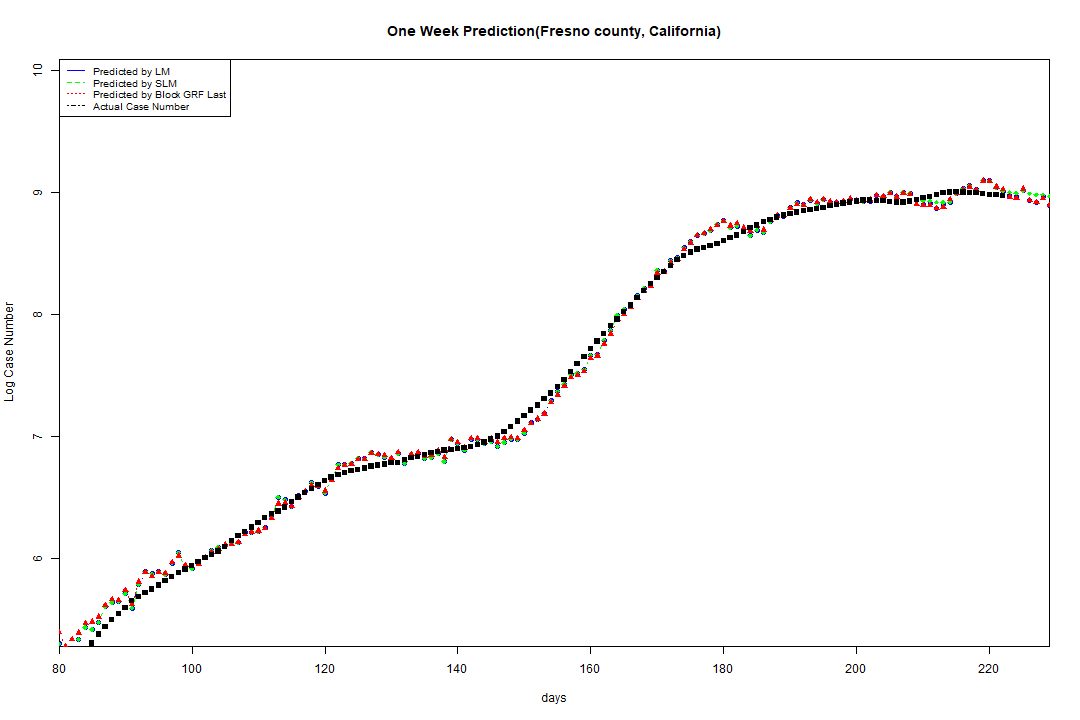 One Week Prediction(Fresno county, California)
Predicted by LM
Predicted by SLM
Predicted by Block GRF Last
Actual Case Number
10
9
8
7
6
Log Case Number
80 100 120 140 160 180 200 220
days